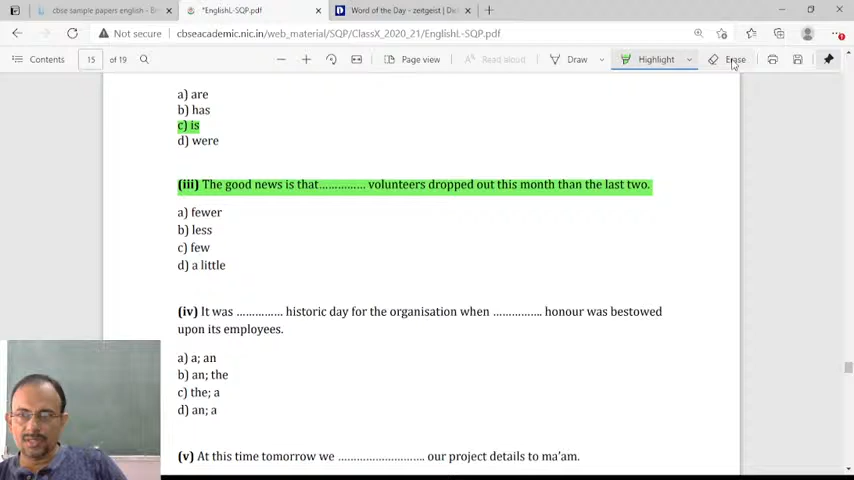 cbse sample papers english - Bi
*EnglishL-SQP.pdf
Word of the Day - zeitgeist | Dic
Not secure
cbseacademic.nic.in/web_material/SQP/ClassX_2020_21/EnglishL-SQP.pdf
Contents
15
of 19
Page view
Read aloud
Draw
Highlight
Erase
a) are
b) has
c) is
d) were
(iii) The good news is that…………… volunteers dropped out this month than the last two.
a) fewer
b) less
c) few
d) a little
(iv) It was …………… historic day for the organisation when …………….. honour was bestowed
upon its employees.
a) a; an
b) an; the
c) the; a
d) an; a
(v) At this time tomorrow we ………………………. our project details to ma'am.